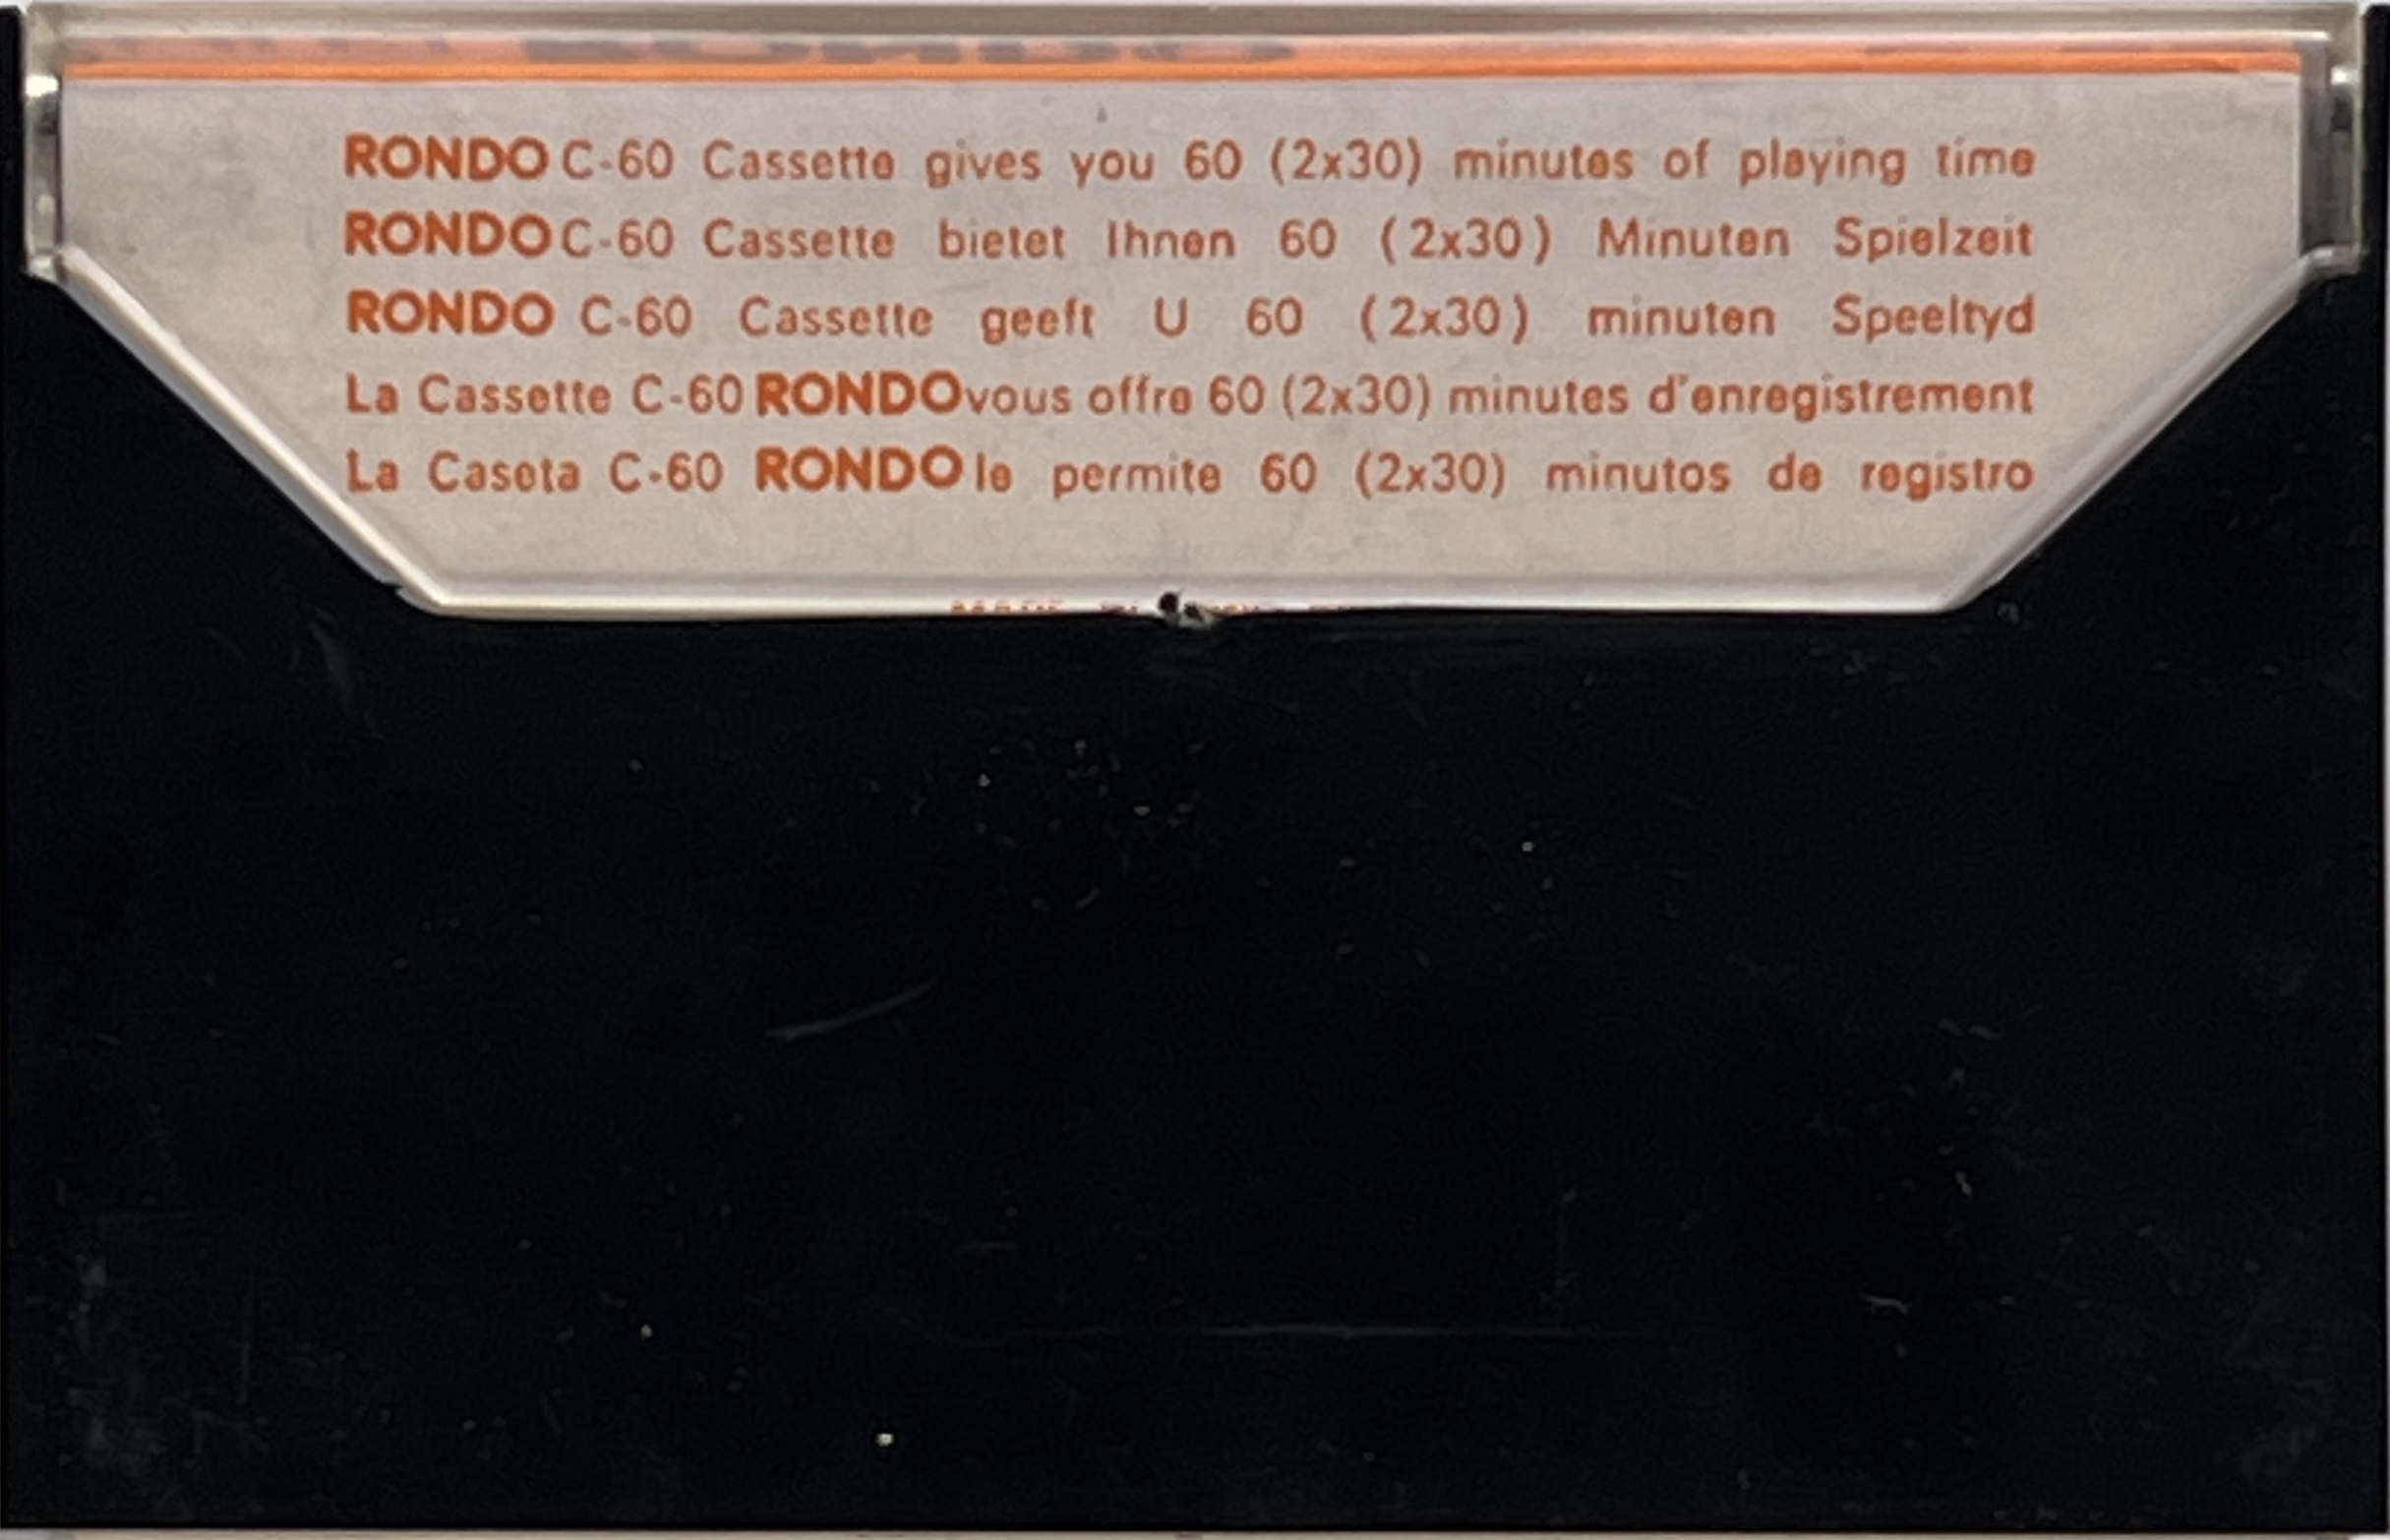 RONDO C-60 Cassette gives you 60 (2x30) minutes of playing time
RONDO C-60 Cassette bietet Ihnen 60 (2x30) Minuten Spielzeit
RONDO C-60 Cassette geeft U 60 (2x30) minuten Speeltyd
La Cassette C-60 RONDO vous offre 60 (2x30) minutes d'enregistrement
La Caseta C-60 RONDO le permite 60 (2x30) minutos de registro